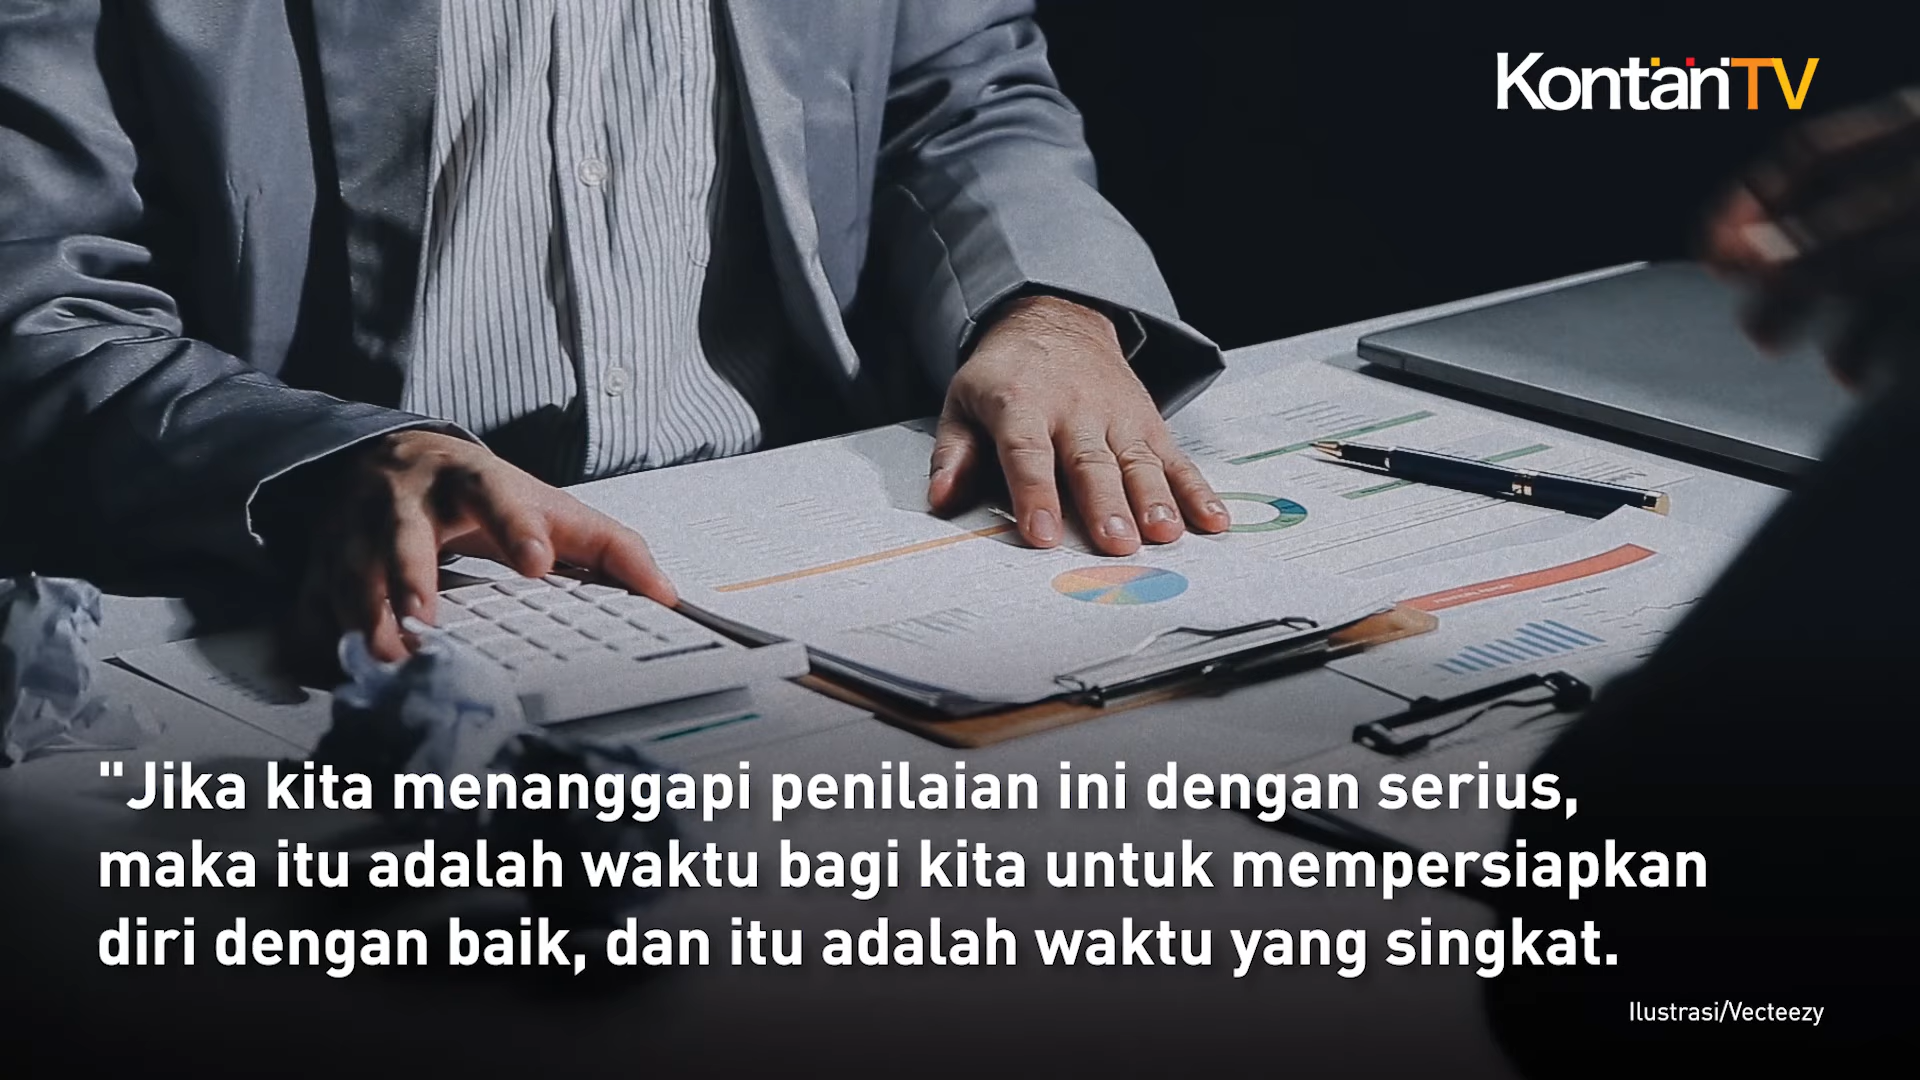 KontanTV
"Jika kita menanggapi penilaian ini dengan serius,
maka itu adalah waktu bagi kita untuk mempersiapkan
diri dengan baik, dan itu adalah waktu yang singkat.
Ilustrasi/Vecteezy